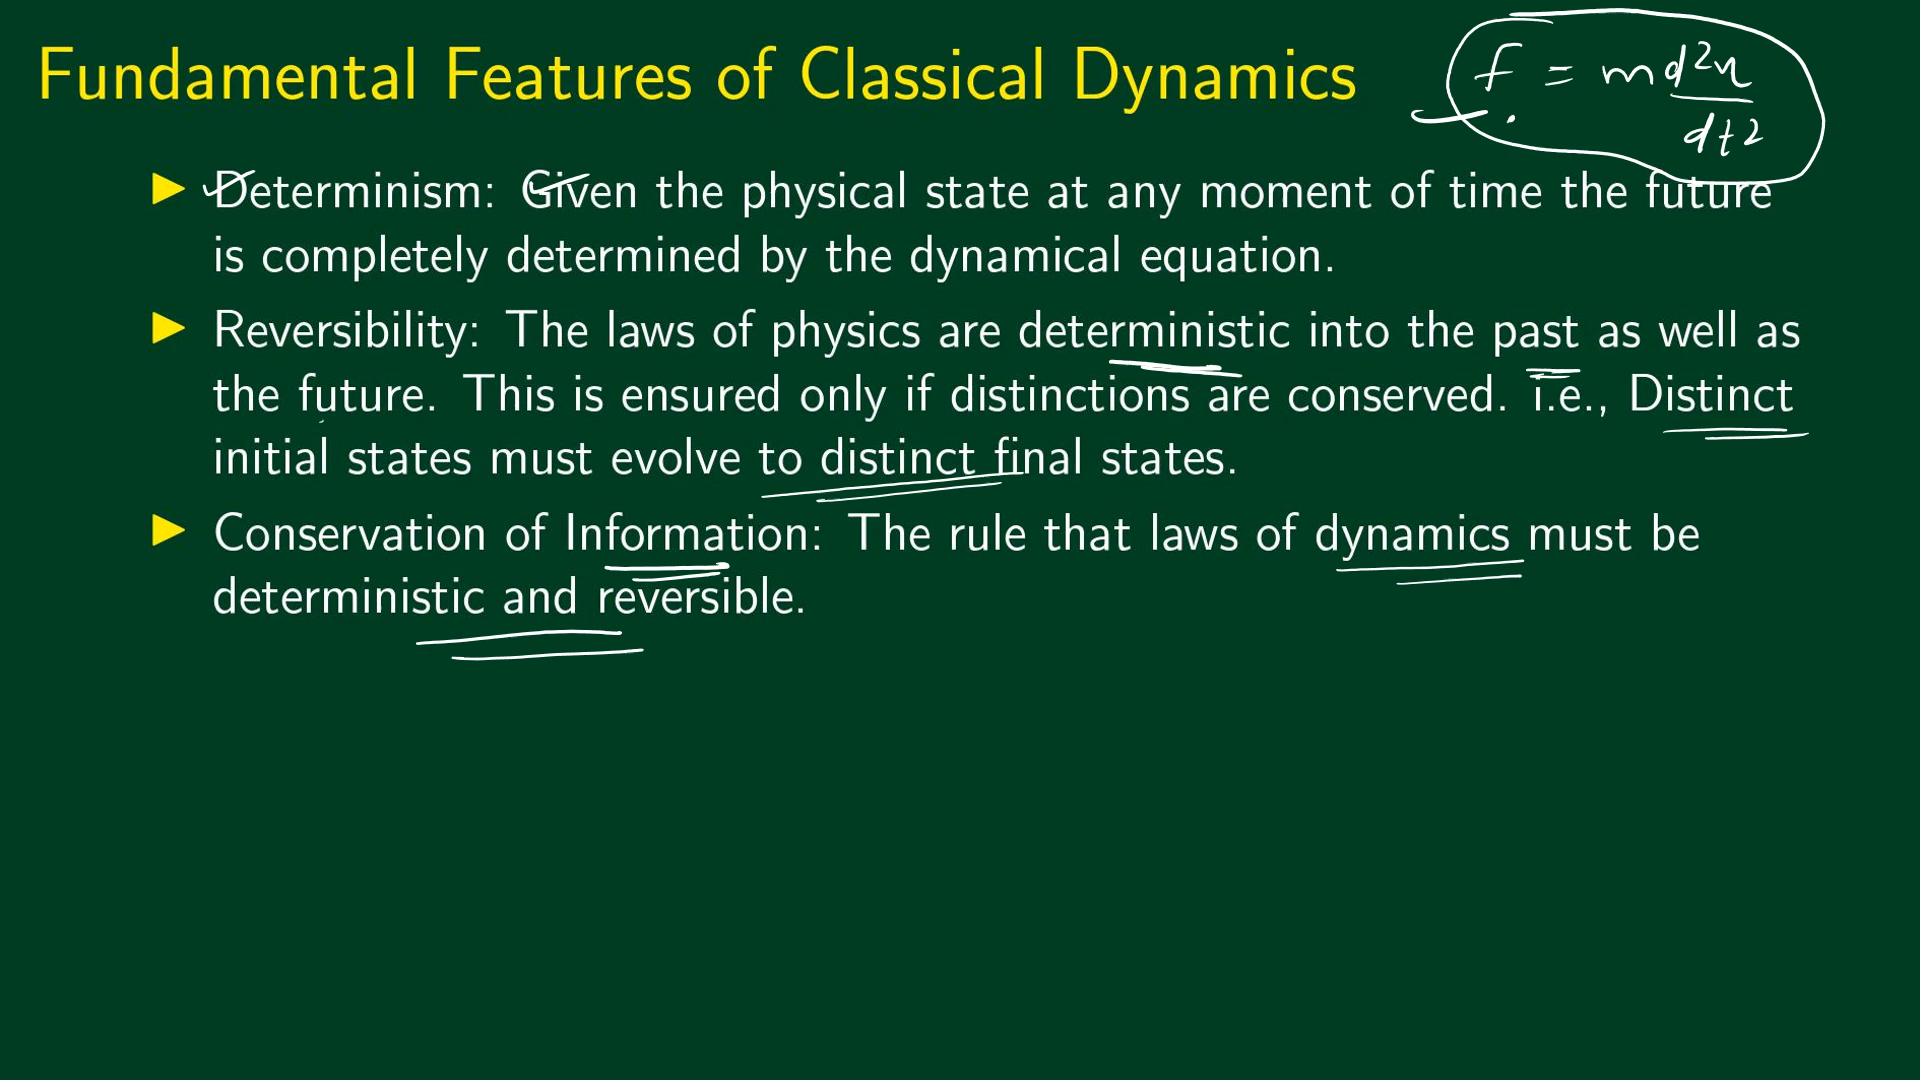 Fundamental Features of Classical Dynamics
f = m d²x / dt²
▶ Determinism: Given the physical state at any moment of time the future
is completely determined by the dynamical equation.
▶ Reversibility: The laws of physics are deterministic into the past as well as
the future. This is ensured only if distinctions are conserved. i.e., Distinct
initial states must evolve to distinct final states.
▶ Conservation of Information: The rule that laws of dynamics must be
deterministic and reversible.